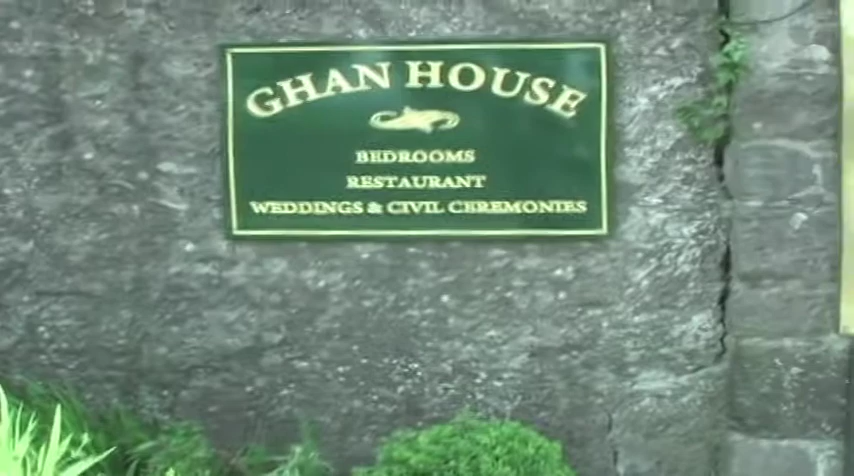 GHAN HOUSE
BEDROOMS
RESTAURANT
WEDDINGS & CIVIL CEREMONIES